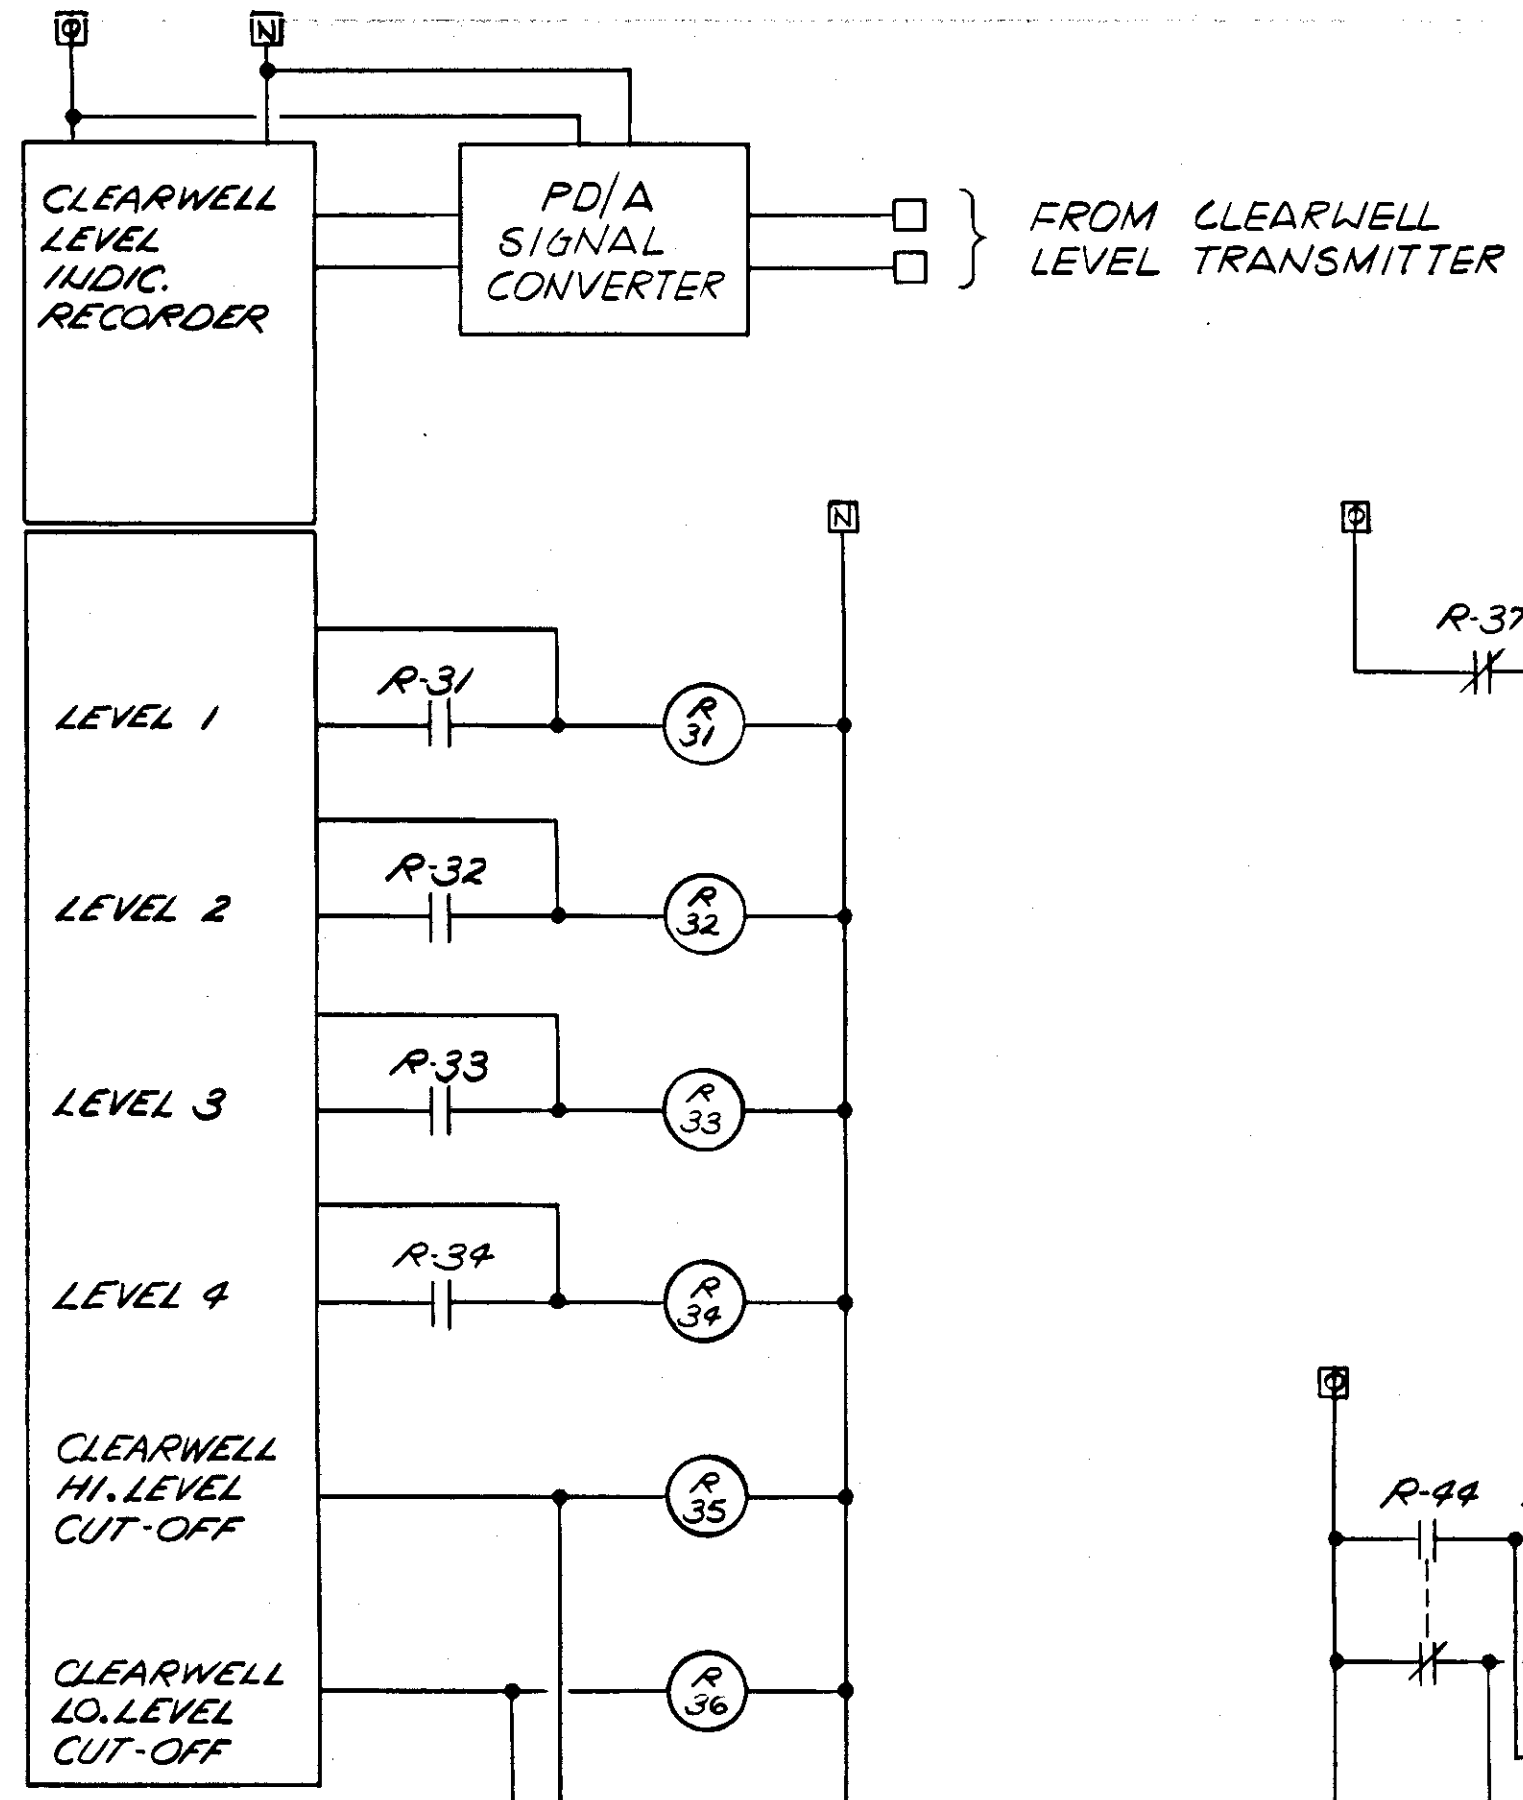 Φ
N
CLEARWELL
LEVEL
INDIC.
RECORDER
PD/A
SIGNAL
CONVERTER
FROM CLEARWELL
LEVEL TRANSMITTER
N
Φ
R-37
R-31
LEVEL 1
R
31
R-32
LEVEL 2
R
32
R-33
LEVEL 3
R
33
R-34
LEVEL 4
R
34
Φ
CLEARWELL
HI. LEVEL
CUT-OFF
R
35
R-44
CLEARWELL
LO. LEVEL
CUT-OFF
R
36